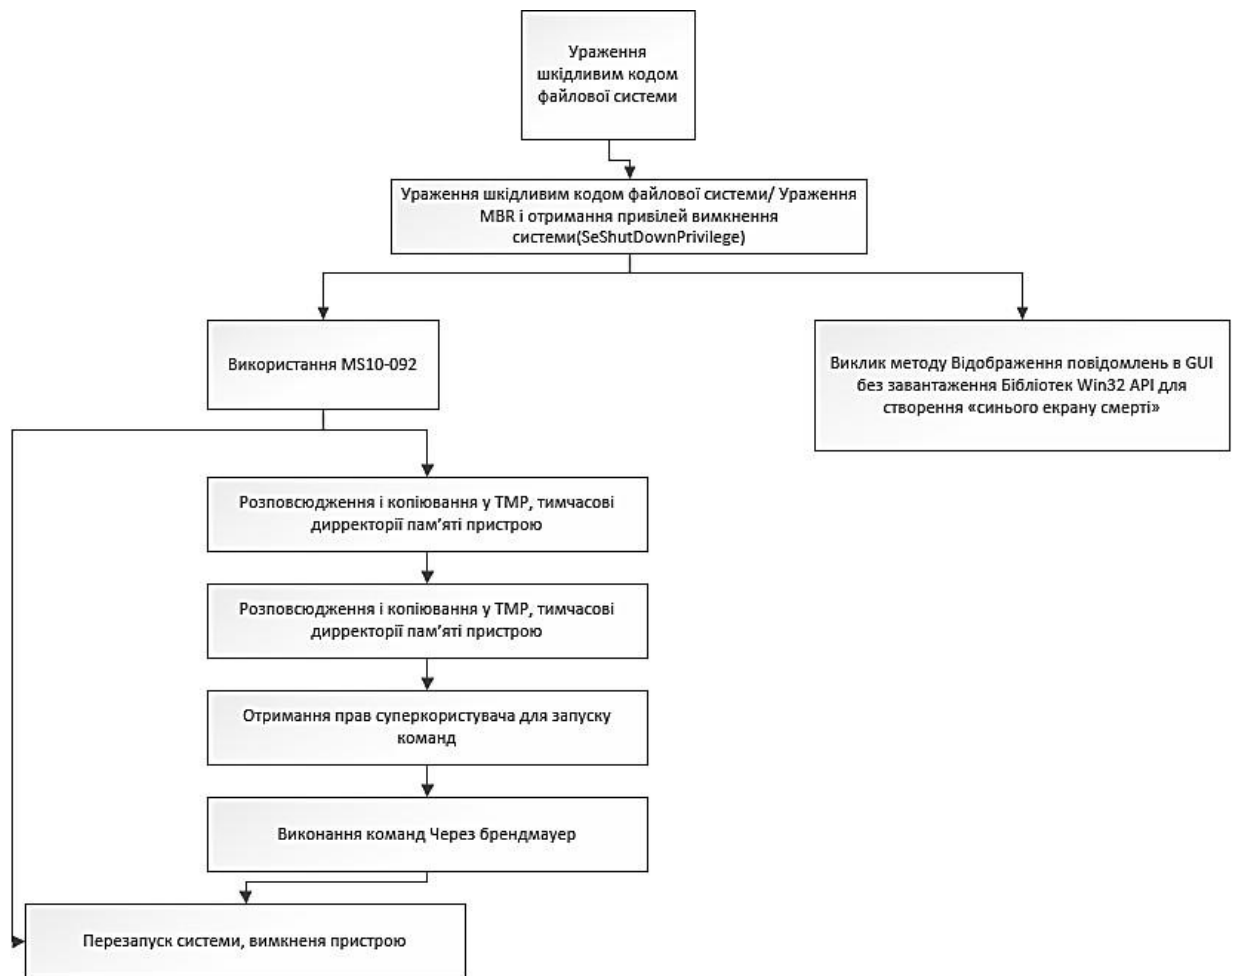 Ураження
шкідливим кодом
файлової системи
Ураження шкідливим кодом файлової системи/ Ураження
MBR і отримання привілей вимкнення
системи(SeShutDownPrivilege)
Використання MS10-092
Виклик методу Відображення повідомлень в GUI
без завантаження Бібліотек Win32 API для
створення «синього екрану смерті»
Розповсюдження і копіювання у TMP, тимчасові
дирректорії пам’яті пристрою
Розповсюдження і копіювання у TMP, тимчасові
дирректорії пам’яті пристрою
Отримання прав суперкористувача для запуску
команд
Виконання команд Через брендмауер
Перезапуск системи, вимкненя пристрою